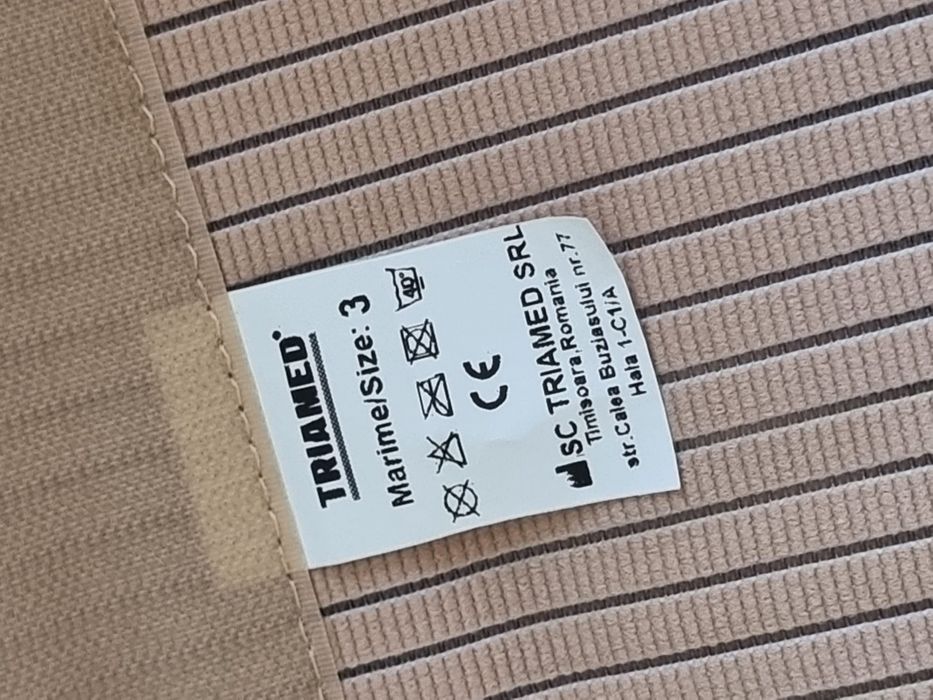 TRIAMED
Marime/Size: 3
40°
CE
SC TRIAMED SRL
Timisoara,Romania
str.Calea Buziasului nr.77
Hala 1-C1/A